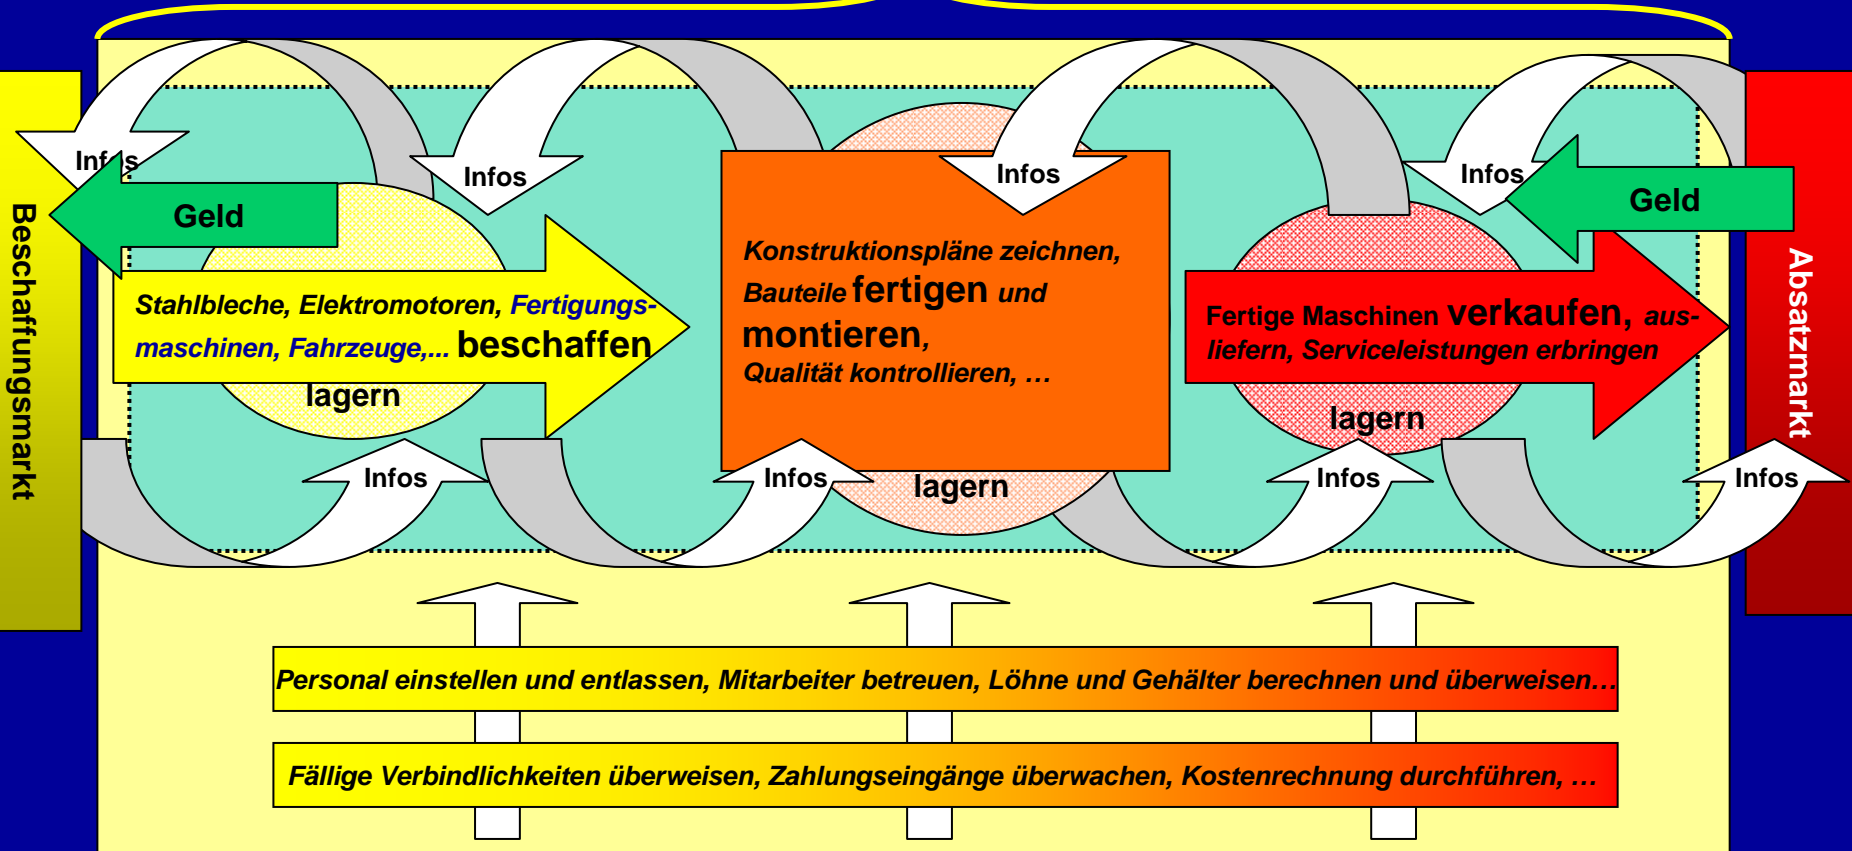 Infos
Infos
Infos
Infos
Geld
Geld
Beschaffungsmarkt
Absatzmarkt
Stahlbleche, Elektromotoren, Fertigungs-
maschinen, Fahrzeuge,... beschaffen
lagern
Konstruktionspläne zeichnen,
Bauteile fertigen und
montieren,
Qualität kontrollieren, …
lagern
Fertige Maschinen verkaufen, aus-
liefern, Serviceleistungen erbringen
lagern
Infos
Infos
Infos
Infos
Personal einstellen und entlassen, Mitarbeiter betreuen, Löhne und Gehälter berechnen und überweisen…
Fällige Verbindlichkeiten überweisen, Zahlungseingänge überwachen, Kostenrechnung durchführen, …